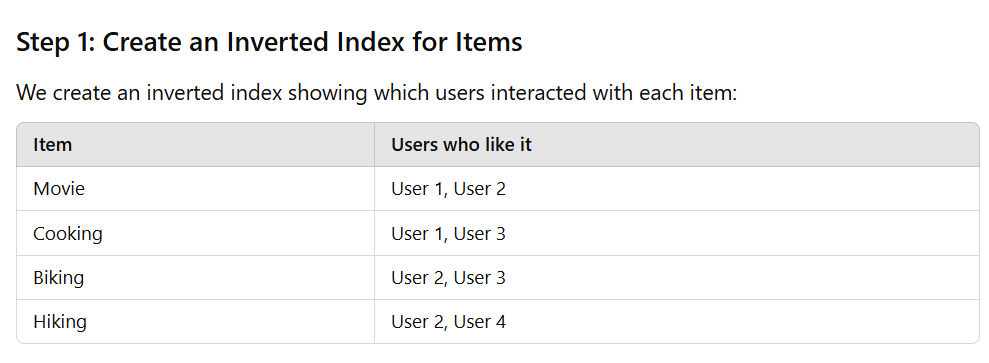 Step 1: Create an Inverted Index for Items
We create an inverted index showing which users interacted with each item:
Item Users who like it
Movie User 1, User 2
Cooking User 1, User 3
Biking User 2, User 3
Hiking User 2, User 4